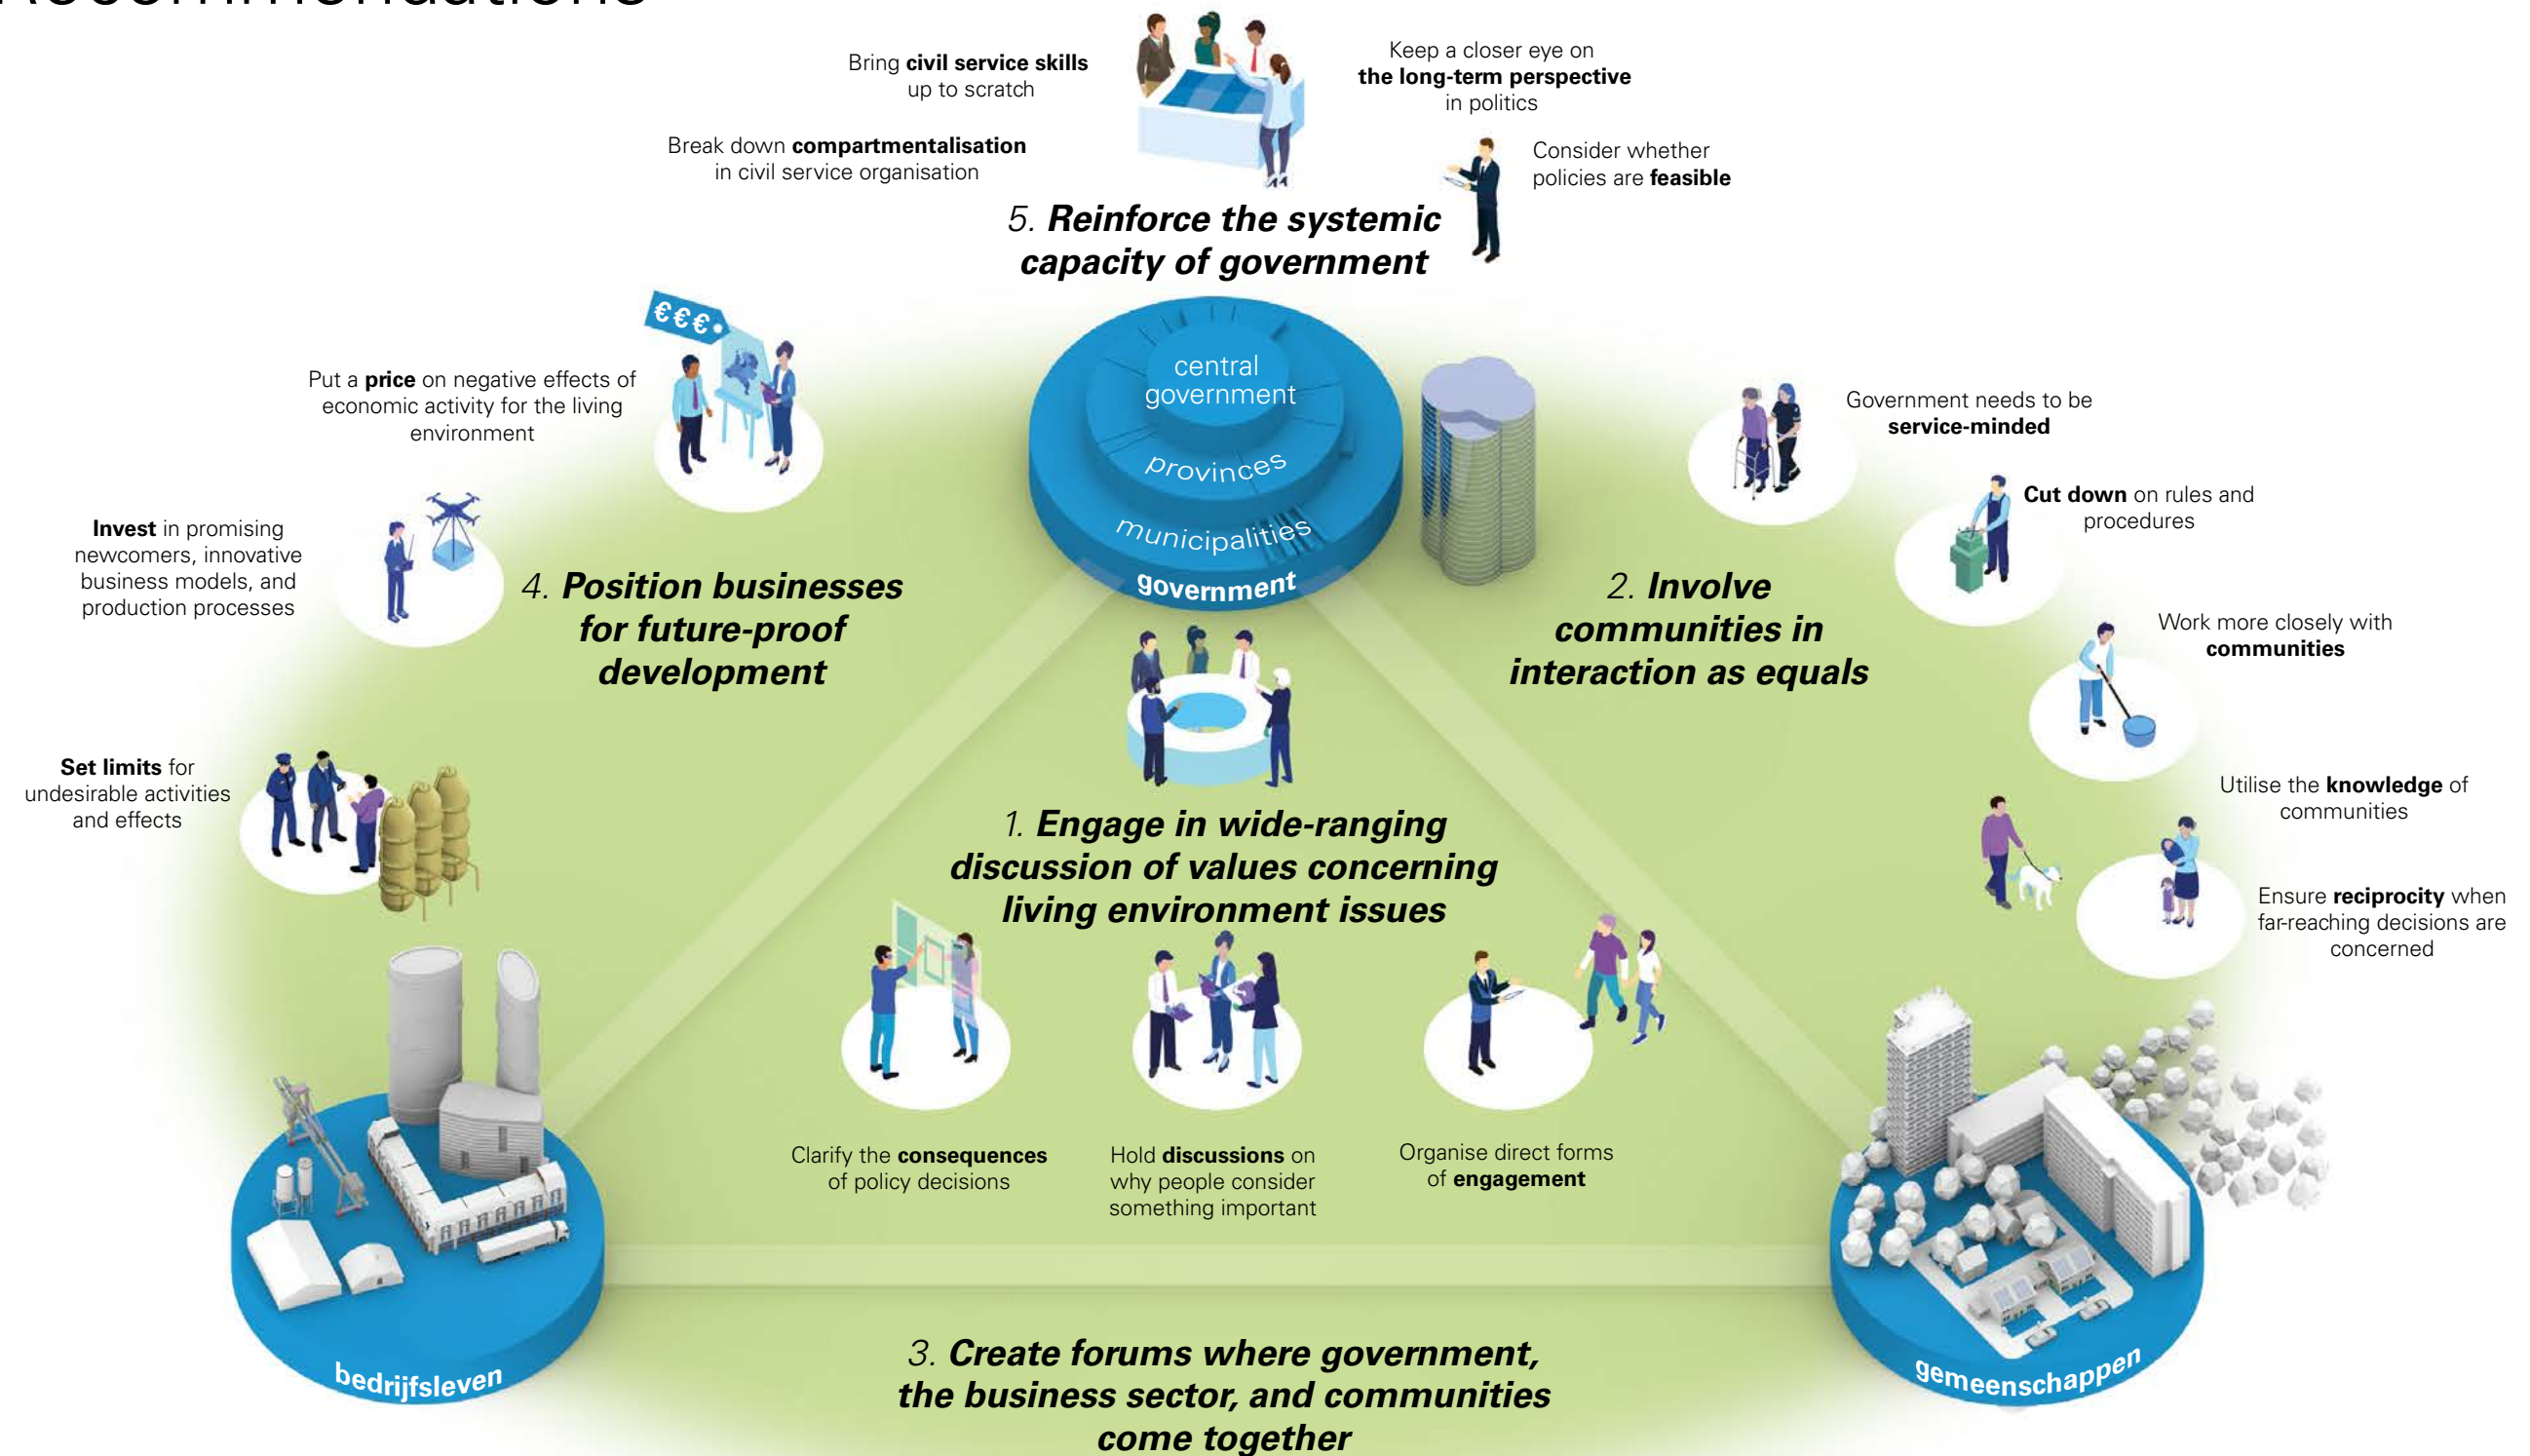 Recommendations
Bring civil service skills
up to scratch
Keep a closer eye on
the long-term perspective
in politics
Break down compartmentalisation
in civil service organisation
Consider whether
policies are feasible
5. Reinforce the systemic
capacity of government
€€€
central
government
provinces
municipalities
government
Put a price on negative effects of
economic activity for the living
environment
Invest in promising
newcomers, innovative
business models, and
production processes
4. Position businesses
for future-proof
development
Set limits for
undesirable activities
and effects
Government needs to be
service-minded
Cut down on rules and
procedures
2. Involve
communities in
interaction as equals
Work more closely with
communities
Utilise the knowledge of
communities
Ensure reciprocity when
far-reaching decisions are
concerned
1. Engage in wide-ranging
discussion of values concerning
living environment issues
Clarify the consequences
of policy decisions
Hold discussions on
why people consider
something important
Organise direct forms
of engagement
bedrijfsleven
gemeenschappen
3. Create forums where government,
the business sector, and communities
come together